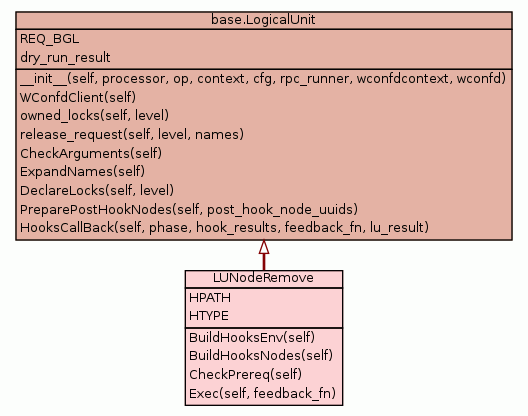 base.LogicalUnit
REQ_BGL
dry_run_result
__init__(self, processor, op, context, cfg, rpc_runner, wconfdcontext, wconfd)
WConfdClient(self)
owned_locks(self, level)
release_request(self, level, names)
CheckArguments(self)
ExpandNames(self)
DeclareLocks(self, level)
PreparePostHookNodes(self, post_hook_node_uuids)
HooksCallBack(self, phase, hook_results, feedback_fn, lu_result)
LUNodeRemove
HPATH
HTYPE
BuildHooksEnv(self)
BuildHooksNodes(self)
CheckPrereq(self)
Exec(self, feedback_fn)